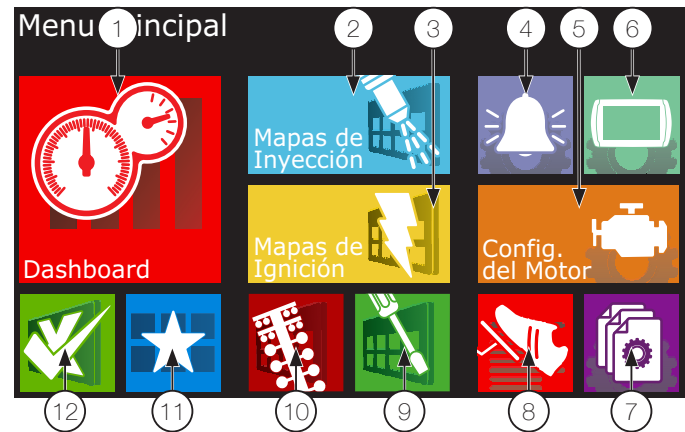 Menu Principal
1
2
3
4
5
6
Mapas de
Inyección
Mapas de
Ignición
Config.
del Motor
Dashboard
12
11
10
9
8
7